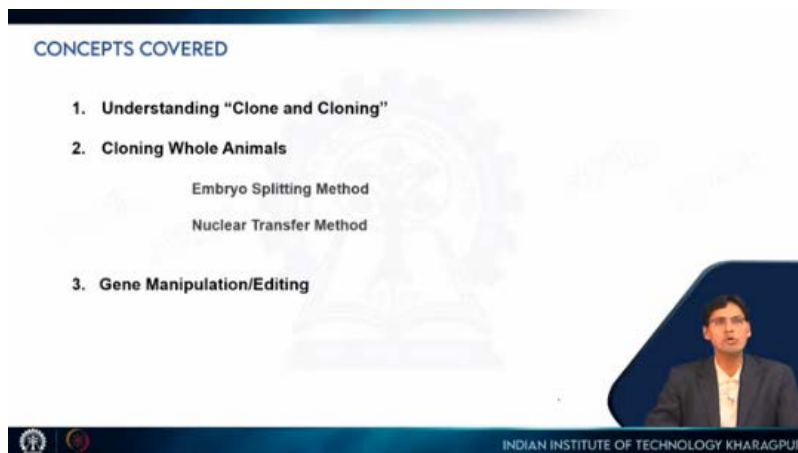 CONCEPTS COVERED
1. Understanding “Clone and Cloning”
2. Cloning Whole Animals
Embryo Splitting Method
Nuclear Transfer Method
3. Gene Manipulation/Editing
INDIAN INSTITUTE OF TECHNOLOGY KHARAGPUR